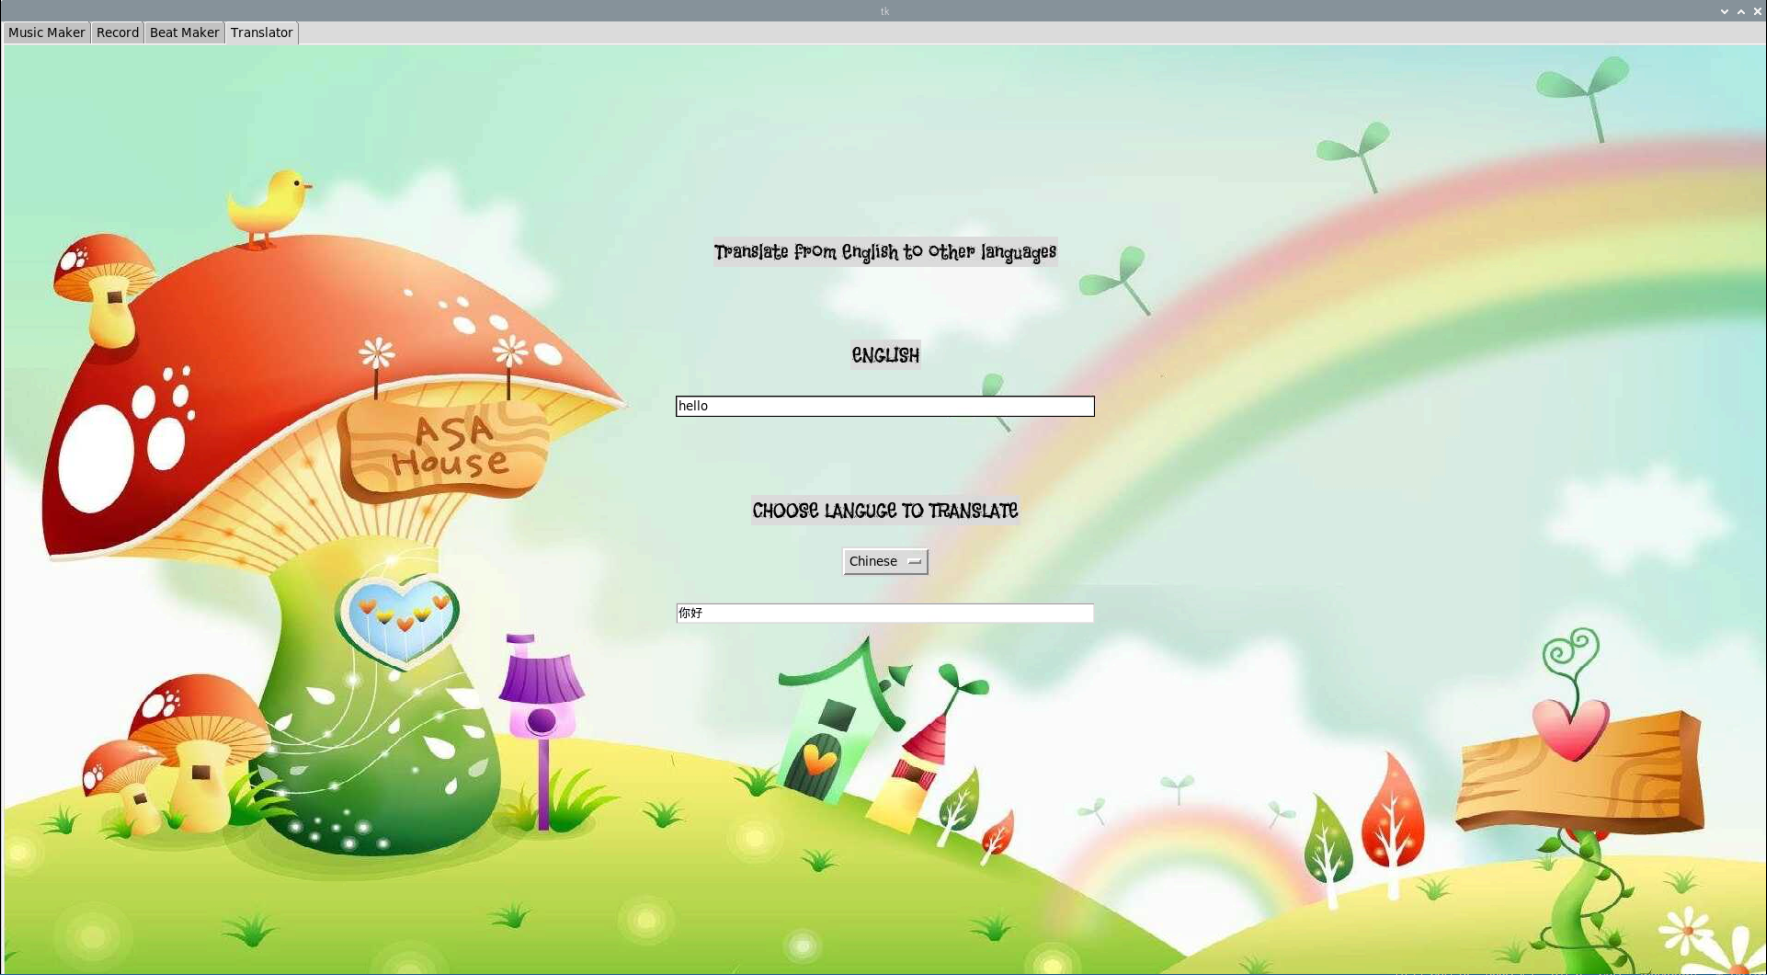 tk
Music Maker Record Beat Maker Translator
Translate from English to other languages
ENGLISH
hello
ASA
House
CHOOSE LANGUGE TO TRANSLATE
Chinese
你好